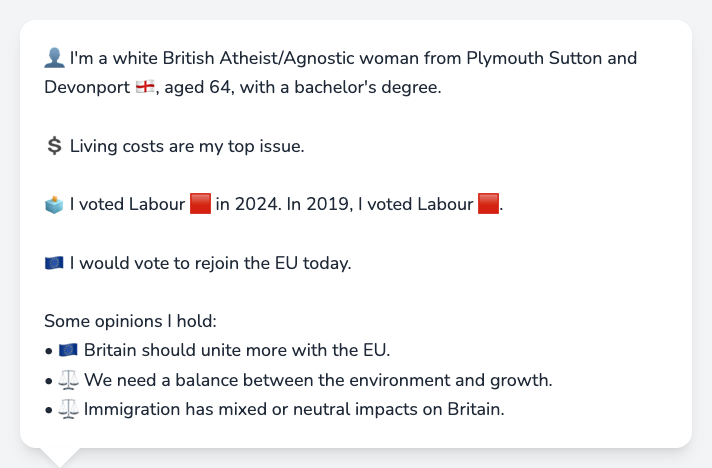 👤 I'm a white British Atheist/Agnostic woman from Plymouth Sutton and
Devonport 🏴󠁧󠁢󠁥󠁮󠁧󠁿, aged 64, with a bachelor's degree.
💲 Living costs are my top issue.
🗳️ I voted Labour 🟥 in 2024. In 2019, I voted Labour 🟥.
🇪🇺 I would vote to rejoin the EU today.
Some opinions I hold:
• 🇪🇺 Britain should unite more with the EU.
• ⚖️ We need a balance between the environment and growth.
• ⚖️ Immigration has mixed or neutral impacts on Britain.